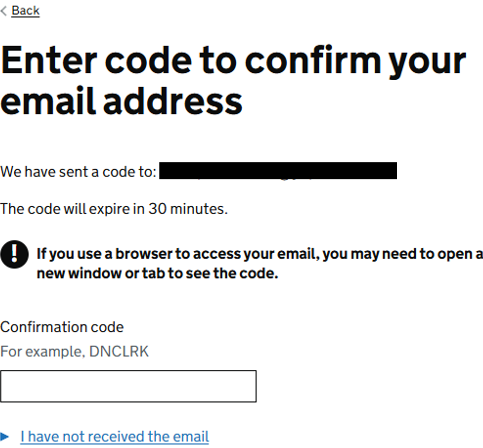 Back
Enter code to confirm your
email address
We have sent a code to:
The code will expire in 30 minutes.
If you use a browser to access your email, you may need to open a
new window or tab to see the code.
Confirmation code
For example, DNCLRK
I have not received the email